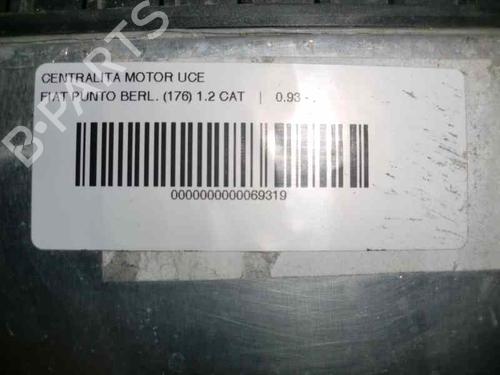 CENTRALITA MOTOR UCE
FIAT PUNTO BERL. (176) 1.2 CAT | 0.93 - .
0000000000069319
B-PARTS